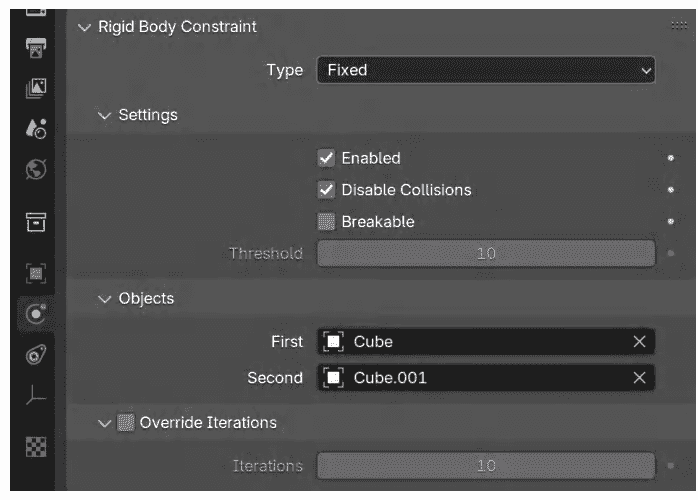 Rigid Body Constraint
Type Fixed
Settings
Enabled
Disable Collisions
Breakable
Threshold 10
Objects
First Cube
Second Cube.001
Override Iterations
Iterations 10